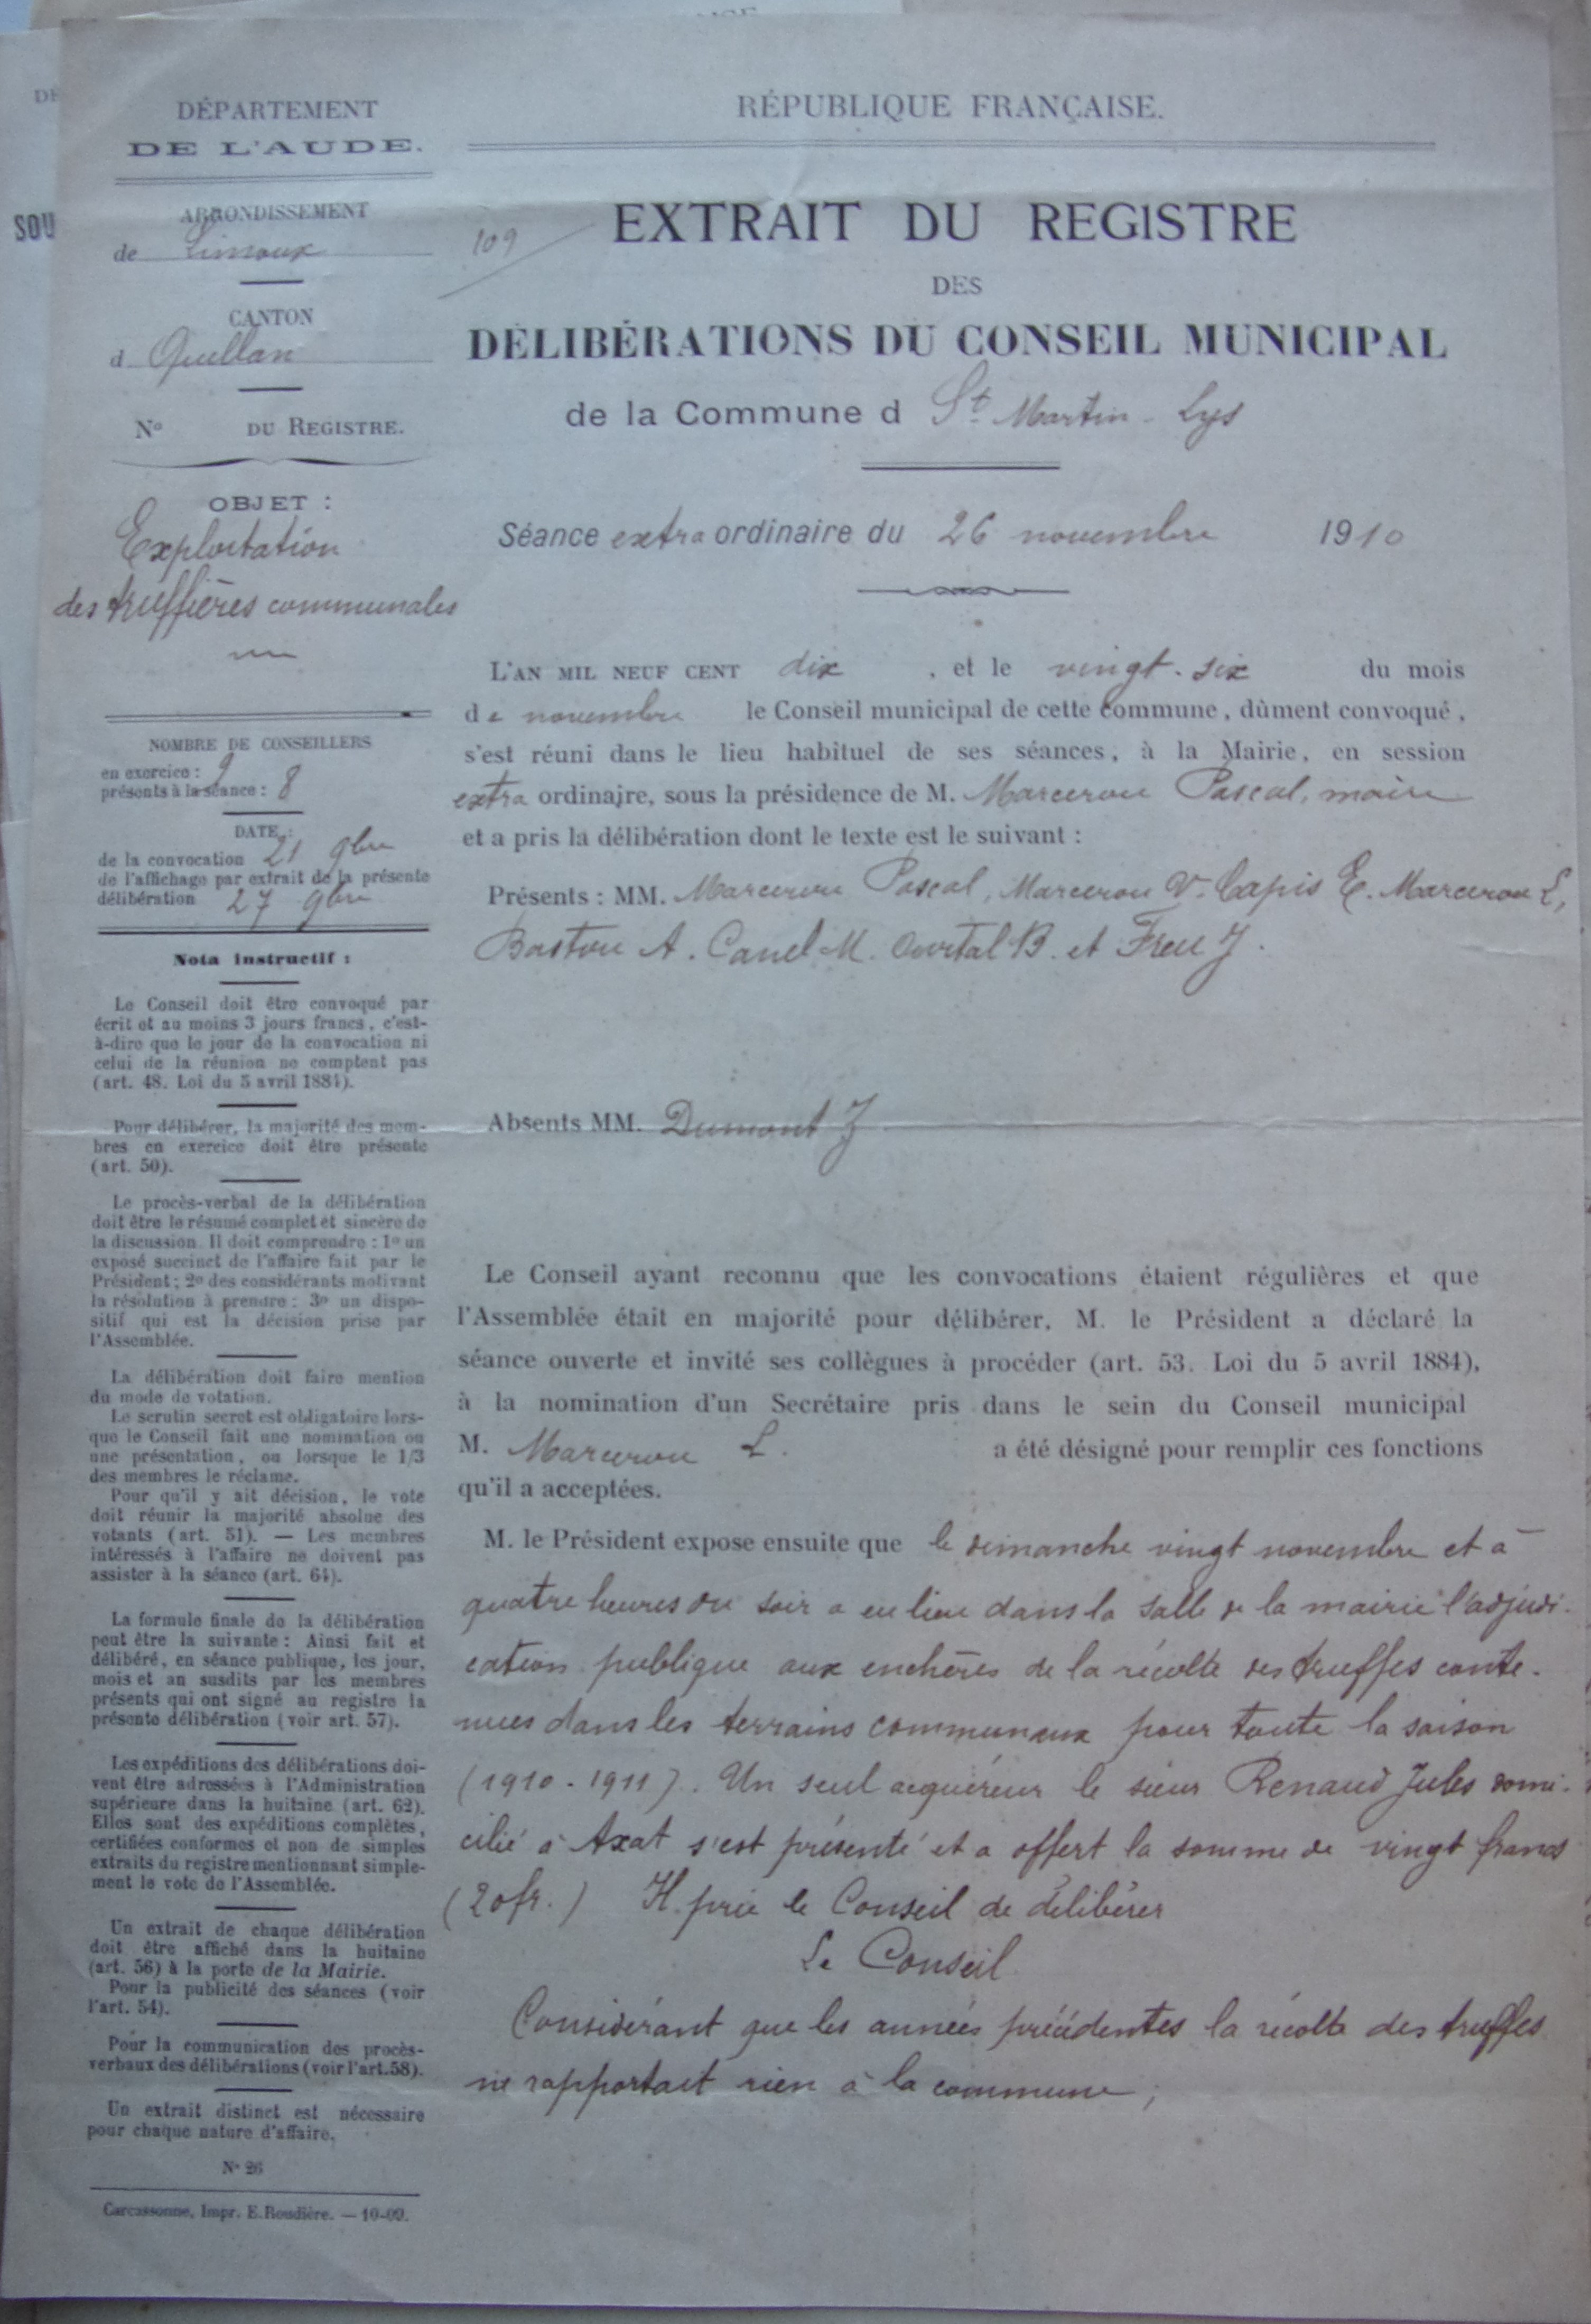 DÉPARTEMENT
DE L'AUDE.
ARRONDISSEMENT
de Limoux
CANTON
d Quillan
N° DU REGISTRE.
OBJET :
Exploitation
des truffières communales
NOMBRE DE CONSEILLERS
en exercice : 9
présents à la séance : 8
DATE :
de la convocation 21 9bre
de l'affichage par extrait de la présente
délibération 27 9bre
Nota instructif :
Le Conseil doit être convoqué par
écrit et au moins 3 jours francs, c'est-
à-dire que le jour de la convocation ni
celui de la réunion ne comptent pas
(art. 48. Loi du 5 avril 1884).
Pour délibérer, la majorité des mem-
bres en exercice doit être présente
(art. 50).
Le procès-verbal de la délibération
doit être le résumé complet et sincère de
la discussion. Il doit comprendre : 1° un
exposé succinct de l'affaire fait par le
Président ; 2° des considérants motivant
la résolution à prendre : 3° un dispo-
sitif qui est la décision prise par
l'Assemblée.
La délibération doit faire mention
du mode de votation.
Le scrutin secret est obligatoire lors-
que le Conseil fait une nomination ou
une présentation, ou lorsque le 1/3
des membres le réclame.
Pour qu'il y ait décision, le vote
doit réunir la majorité absolue des
votants (art. 51). — Les membres
intéressés à l'affaire ne doivent pas
assister à la séance (art. 64).
La formule finale de la délibération
peut être la suivante : Ainsi fait et
délibéré, en séance publique, les jour,
mois et an susdits par les membres
présents qui ont signé au registre la
présente délibération (voir art. 57).
Les expéditions des délibérations doi-
vent être adressées à l'Administration
supérieure dans la huitaine (art. 62).
Elles sont des expéditions complètes,
certifiées conformes et non de simples
extraits du registre mentionnant simple-
ment le vote de l'Assemblée.
Un extrait de chaque délibération
doit être affiché dans la huitaine
(art. 56) à la porte de la Mairie.
Pour la publicité des séances (voir
l'art. 54).
Pour la communication des procès-
verbaux des délibérations (voir l'art. 58).
Un extrait distinct est nécessaire
pour chaque nature d'affaire.
N° 26
Carcassonne, Impr. E. Roudière. — 10-09.
SOU
RÉPUBLIQUE FRANÇAISE.
109
EXTRAIT DU REGISTRE
DES
DÉLIBÉRATIONS DU CONSEIL MUNICIPAL
de la Commune d St Martin-Lys
Séance extra ordinaire du 26 novembre 1910
L'AN MIL NEUF CENT dix , et le vingt-six du mois
de novembre le Conseil municipal de cette commune, dûment convoqué,
s'est réuni dans le lieu habituel de ses séances, à la Mairie, en session
extra ordinaire, sous la présidence de M. Marcerou Pascal, maire
et a pris la délibération dont le texte est le suivant :
Présents : MM. Marcerou Pascal, Marcerou V. Capis E. Marcerou L,
Bastou A. Canel M. Courtal B. et Freu J.
Absents MM. Dumont J
Le Conseil ayant reconnu que les convocations étaient régulières et que
l'Assemblée était en majorité pour délibérer, M. le Président a déclaré la
séance ouverte et invité ses collègues à procéder (art. 53. Loi du 5 avril 1884),
à la nomination d'un Secrétaire pris dans le sein du Conseil municipal
M. Marcerou L. a été désigné pour remplir ces fonctions
qu'il a acceptées.
M. le Président expose ensuite que le dimanche vingt novembre et à
quatre heures du soir a eu lieu dans la salle de la mairie l'adjudi-
cation publique aux enchères de la récolte des truffes conte-
nues dans les terrains communaux pour toute la saison
(1910-1911). Un seul acquéreur le sieur Renaud Jules domi-
cilié à Axat s'est présenté et a offert la somme de vingt francs
(20fr.) Il prie le Conseil de délibérer
Le Conseil
Considérant que les années précédentes la récolte des truffes
ne rapportait rien à la commune ;